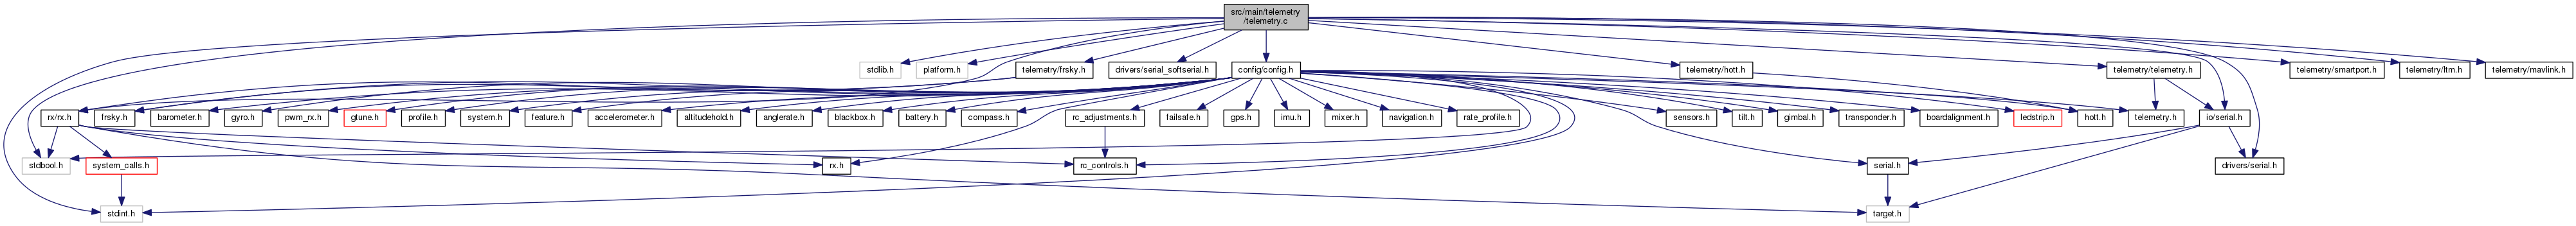 src/main/telemetry
/telemetry.c
stdlib.h
platform.h
telemetry/frsky.h
drivers/serial_softserial.h
config/config.h
telemetry/hott.h
telemetry/telemetry.h
telemetry/smartport.h
telemetry/ltm.h
telemetry/mavlink.h
rx/rx.h
frsky.h
barometer.h
gyro.h
pwm_rx.h
gtune.h
profile.h
system.h
feature.h
accelerometer.h
altitudehold.h
anglerate.h
blackbox.h
battery.h
compass.h
rc_adjustments.h
failsafe.h
gps.h
imu.h
mixer.h
navigation.h
rate_profile.h
sensors.h
tilt.h
gimbal.h
transponder.h
boardalignment.h
ledstrip.h
hott.h
telemetry.h
io/serial.h
stdbool.h
system_calls.h
rx.h
rc_controls.h
serial.h
drivers/serial.h
stdint.h
target.h